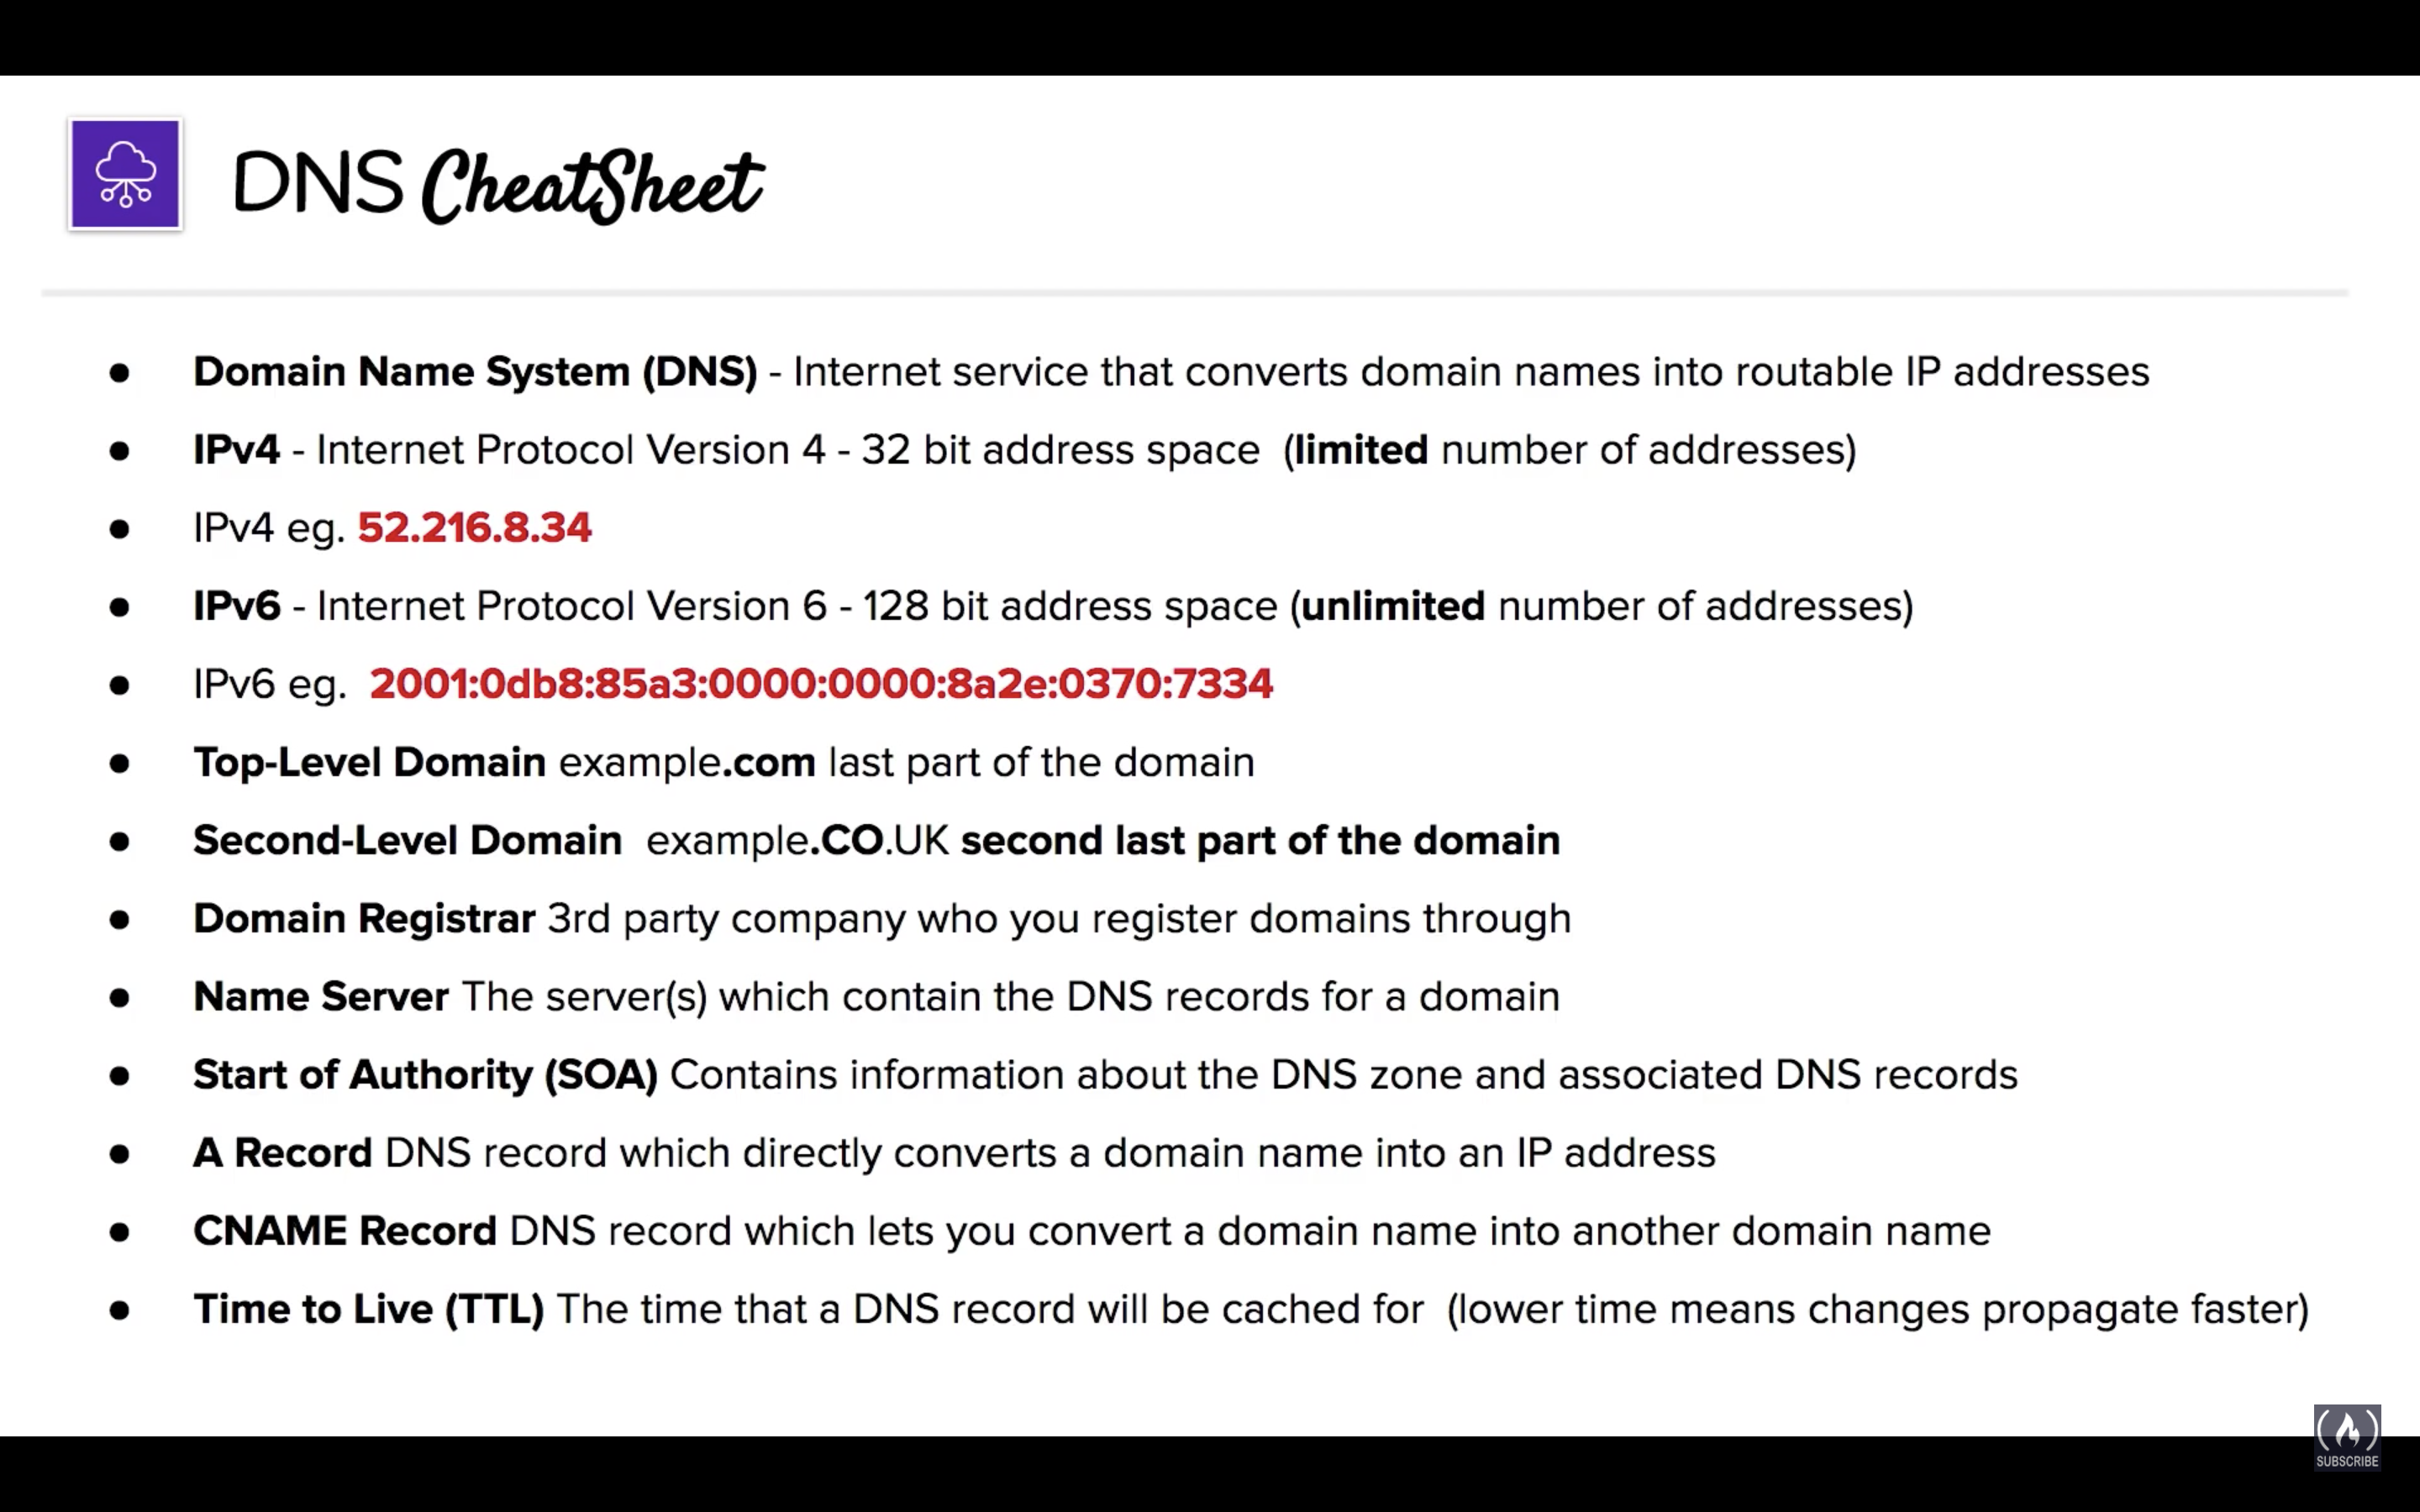 DNS CheatSheet
● Domain Name System (DNS) - Internet service that converts domain names into routable IP addresses
● IPv4 - Internet Protocol Version 4 - 32 bit address space (limited number of addresses)
● IPv4 eg. 52.216.8.34
● IPv6 - Internet Protocol Version 6 - 128 bit address space (unlimited number of addresses)
● IPv6 eg. 2001:0db8:85a3:0000:0000:8a2e:0370:7334
● Top-Level Domain example.com last part of the domain
● Second-Level Domain example.CO.UK second last part of the domain
● Domain Registrar 3rd party company who you register domains through
● Name Server The server(s) which contain the DNS records for a domain
● Start of Authority (SOA) Contains information about the DNS zone and associated DNS records
● A Record DNS record which directly converts a domain name into an IP address
● CNAME Record DNS record which lets you convert a domain name into another domain name
● Time to Live (TTL) The time that a DNS record will be cached for (lower time means changes propagate faster)
SUBSCRIBE